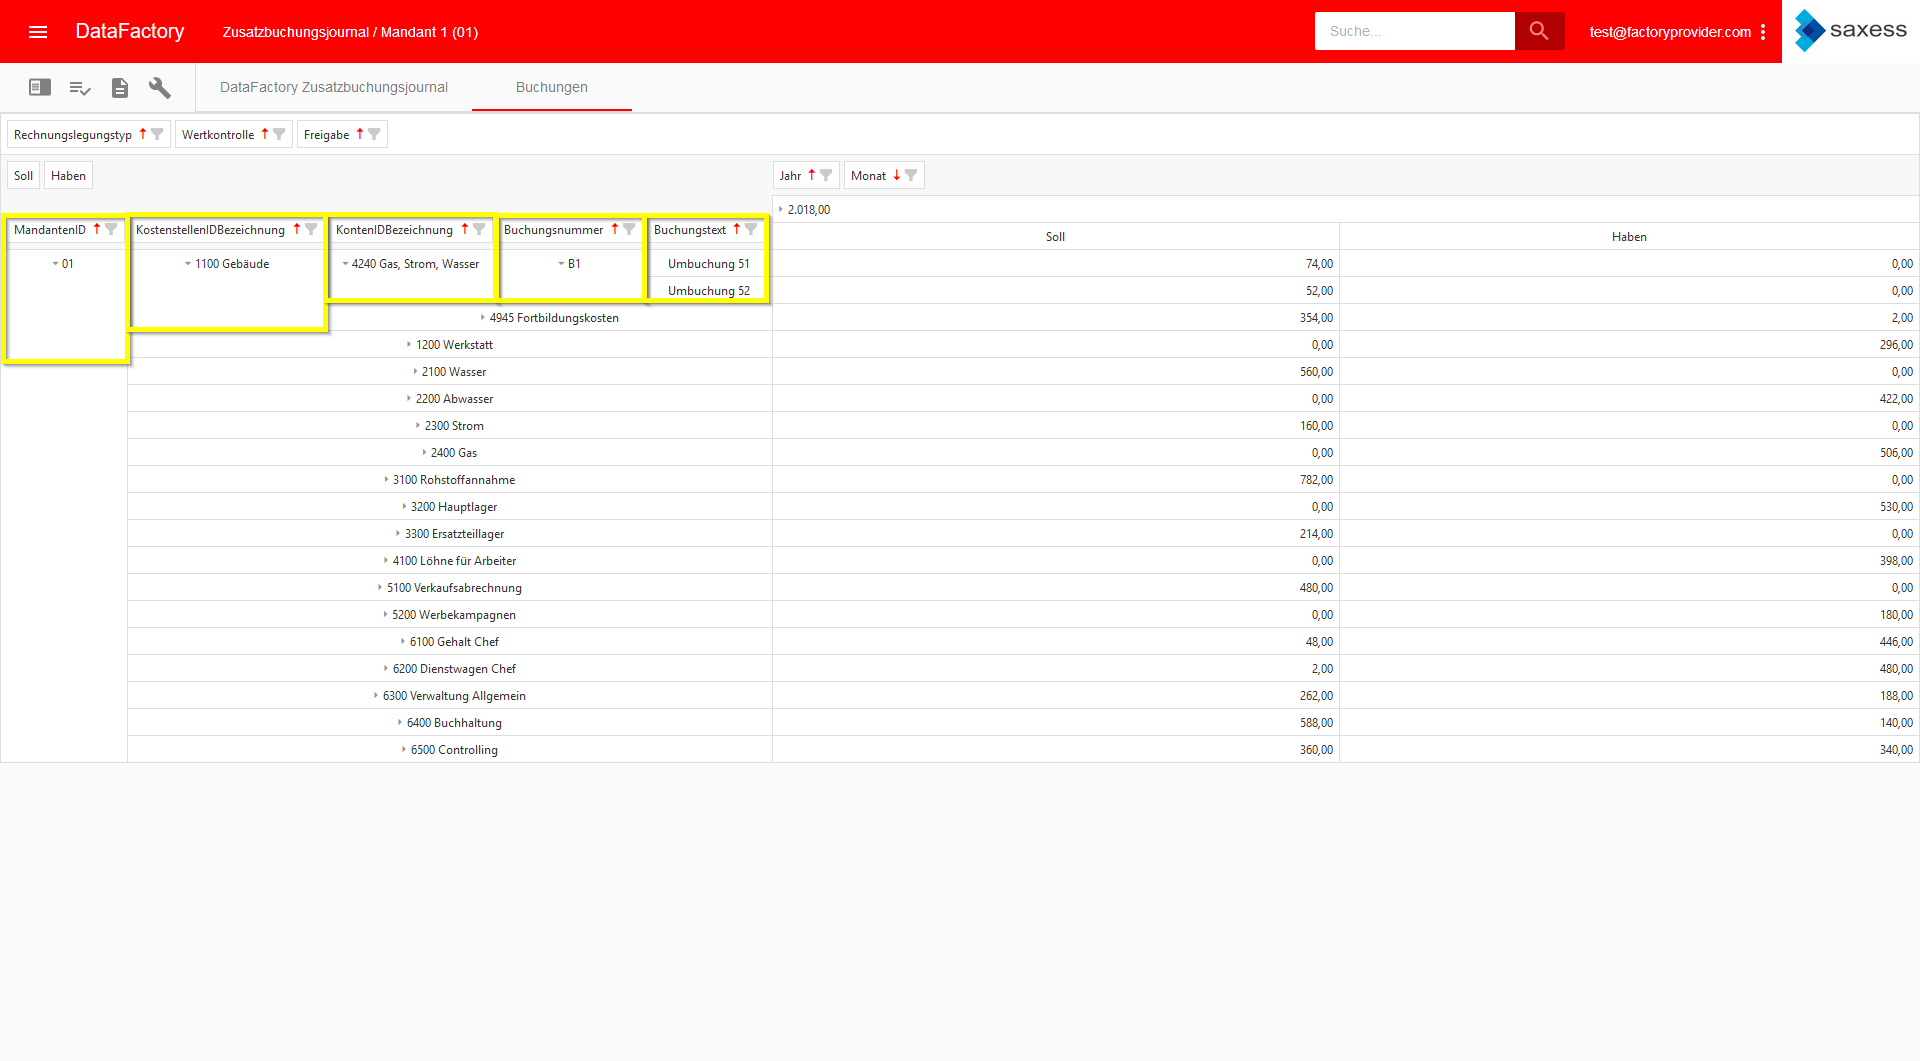 DataFactory Zusatzbuchungsjournal / Mandant 1 (01) Suche... test@factoryprovider.com saxess
DataFactory Zusatzbuchungsjournal Buchungen
Rechnungslegungstyp Wertkontrolle Freigabe
Soll Haben Jahr Monat
2.018,00
MandantenID KostenstellenIDBezeichnung KontenIDBezeichnung Buchungsnummer Buchungstext
Soll Haben
01 1100 Gebäude 4240 Gas, Strom, Wasser B1 Umbuchung 51 74,00 0,00
Umbuchung 52 52,00 0,00
4945 Fortbildungskosten 354,00 2,00
1200 Werkstatt 0,00 296,00
2100 Wasser 560,00 0,00
2200 Abwasser 0,00 422,00
2300 Strom 160,00 0,00
2400 Gas 0,00 506,00
3100 Rohstoffannahme 782,00 0,00
3200 Hauptlager 0,00 530,00
3300 Ersatzteillager 214,00 0,00
4100 Löhne für Arbeiter 0,00 398,00
5100 Verkaufsabrechnung 480,00 0,00
5200 Werbekampagnen 0,00 180,00
6100 Gehalt Chef 48,00 446,00
6200 Dienstwagen Chef 2,00 480,00
6300 Verwaltung Allgemein 262,00 188,00
6400 Buchhaltung 588,00 140,00
6500 Controlling 360,00 340,00